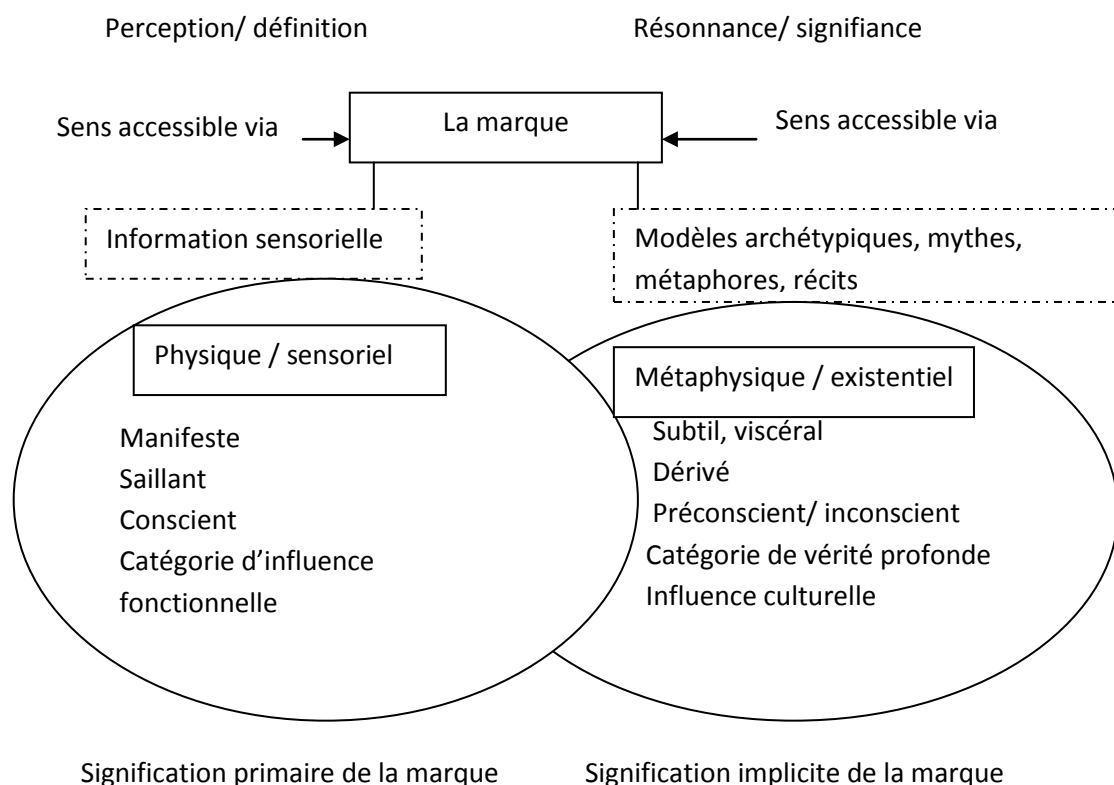 Perception/ définition
Résonnance/ signifiance
Sens accessible via
La marque
Sens accessible via
Information sensorielle
Modèles archétypiques, mythes,
métaphores, récits
Physique / sensoriel
Manifeste
Saillant
Conscient
Catégorie d’influence
fonctionnelle
Métaphysique / existentiel
Subtil, viscéral
Dérivé
Préconscient/ inconscient
Catégorie de vérité profonde
Influence culturelle
Signification primaire de la marque
Signification implicite de la marque